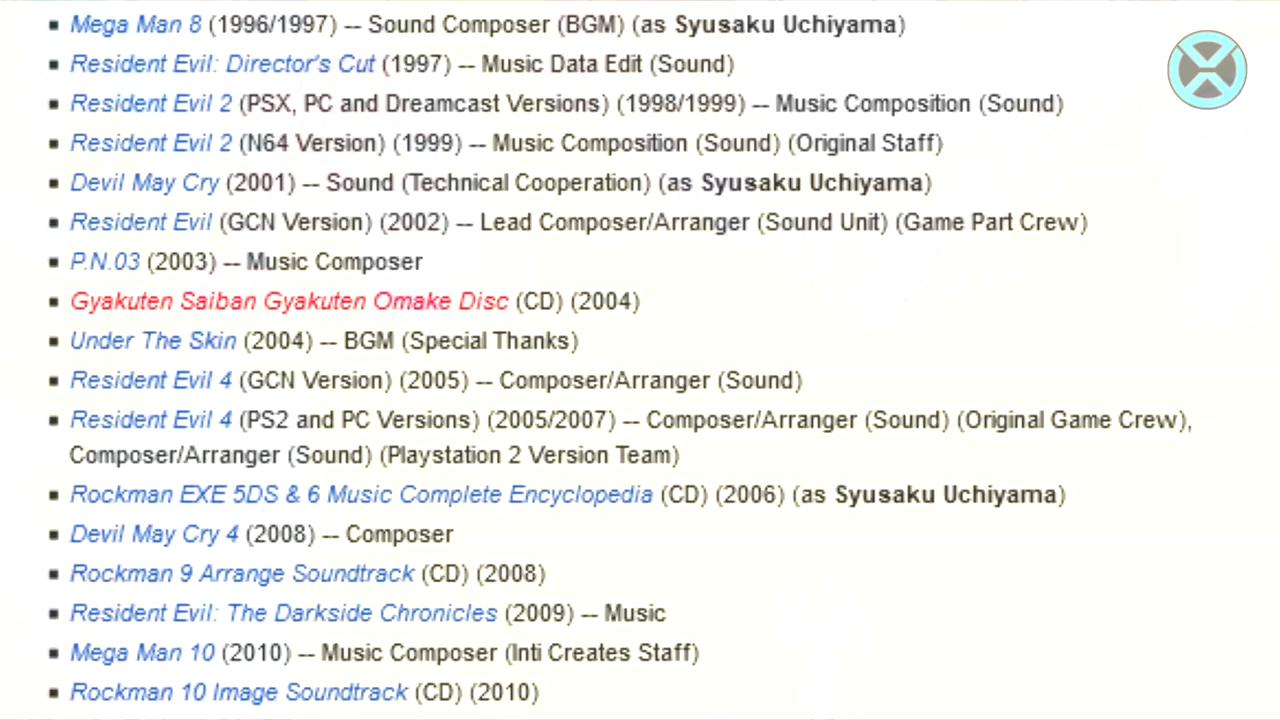 Mega Man 8 (1996/1997) -- Sound Composer (BGM) (as Syusaku Uchiyama)
Resident Evil: Director's Cut (1997) -- Music Data Edit (Sound)
Resident Evil 2 (PSX, PC and Dreamcast Versions) (1998/1999) -- Music Composition (Sound)
Resident Evil 2 (N64 Version) (1999) -- Music Composition (Sound) (Original Staff)
Devil May Cry (2001) -- Sound (Technical Cooperation) (as Syusaku Uchiyama)
Resident Evil (GCN Version) (2002) -- Lead Composer/Arranger (Sound Unit) (Game Part Crew)
P.N.03 (2003) -- Music Composer
Gyakuten Saiban Gyakuten Omake Disc (CD) (2004)
Under The Skin (2004) -- BGM (Special Thanks)
Resident Evil 4 (GCN Version) (2005) -- Composer/Arranger (Sound)
Resident Evil 4 (PS2 and PC Versions) (2005/2007) -- Composer/Arranger (Sound) (Original Game Crew),
Composer/Arranger (Sound) (Playstation 2 Version Team)
Rockman EXE 5DS & 6 Music Complete Encyclopedia (CD) (2006) (as Syusaku Uchiyama)
Devil May Cry 4 (2008) -- Composer
Rockman 9 Arrange Soundtrack (CD) (2008)
Resident Evil: The Darkside Chronicles (2009) -- Music
Mega Man 10 (2010) -- Music Composer (Inti Creates Staff)
Rockman 10 Image Soundtrack (CD) (2010)